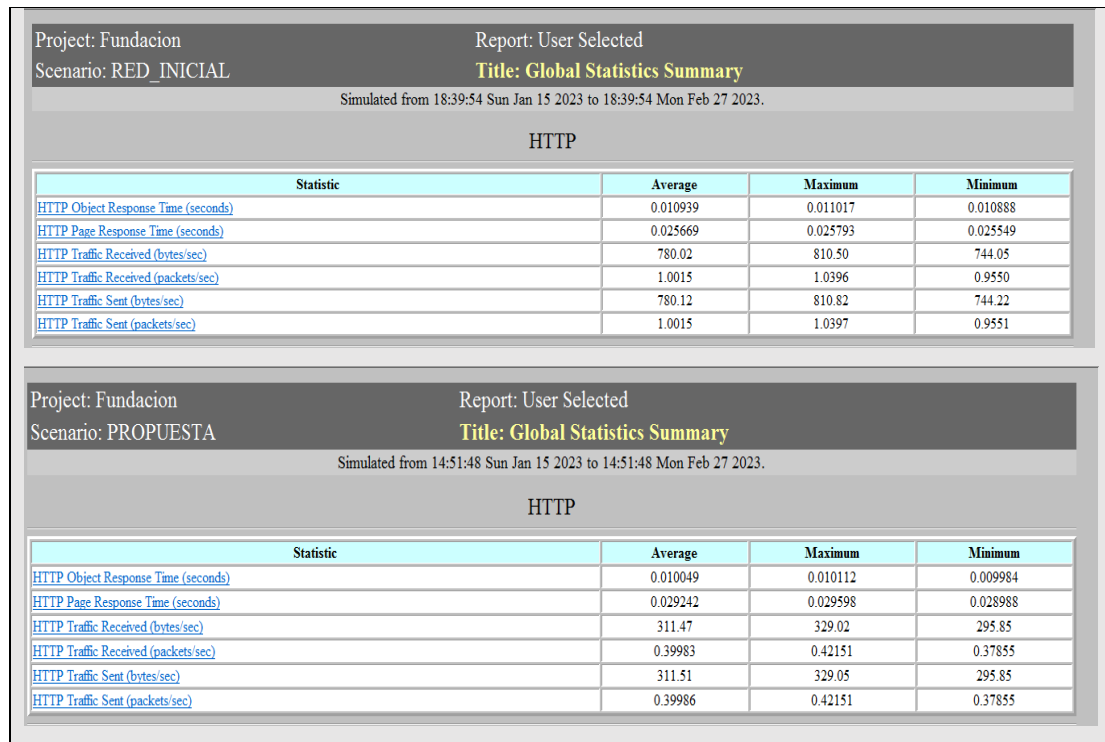 Project: Fundacion Report: User Selected
Scenario: RED_INICIAL Title: Global Statistics Summary
Simulated from 18:39:54 Sun Jan 15 2023 to 18:39:54 Mon Feb 27 2023.
HTTP
Statistic Average Maximum Minimum
HTTP Object Response Time (seconds) 0.010939 0.011017 0.010888
HTTP Page Response Time (seconds) 0.025669 0.025793 0.025549
HTTP Traffic Received (bytes/sec) 780.02 810.50 744.05
HTTP Traffic Received (packets/sec) 1.0015 1.0396 0.9550
HTTP Traffic Sent (bytes/sec) 780.12 810.82 744.22
HTTP Traffic Sent (packets/sec) 1.0015 1.0397 0.9551
Project: Fundacion Report: User Selected
Scenario: PROPUESTA Title: Global Statistics Summary
Simulated from 14:51:48 Sun Jan 15 2023 to 14:51:48 Mon Feb 27 2023.
HTTP
Statistic Average Maximum Minimum
HTTP Object Response Time (seconds) 0.010049 0.010112 0.009984
HTTP Page Response Time (seconds) 0.029242 0.029598 0.028988
HTTP Traffic Received (bytes/sec) 311.47 329.02 295.85
HTTP Traffic Received (packets/sec) 0.39983 0.42151 0.37855
HTTP Traffic Sent (bytes/sec) 311.51 329.05 295.85
HTTP Traffic Sent (packets/sec) 0.39986 0.42151 0.37855